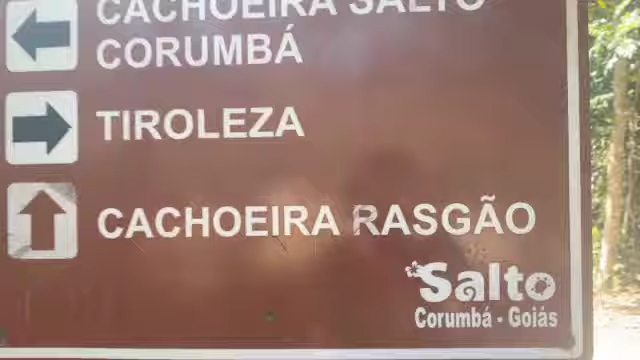 CACHOEIRA SALTO
CORUMBÁ
TIROLEZA
CACHOEIRA RASGÃO
Salto
Corumbá - Goiás